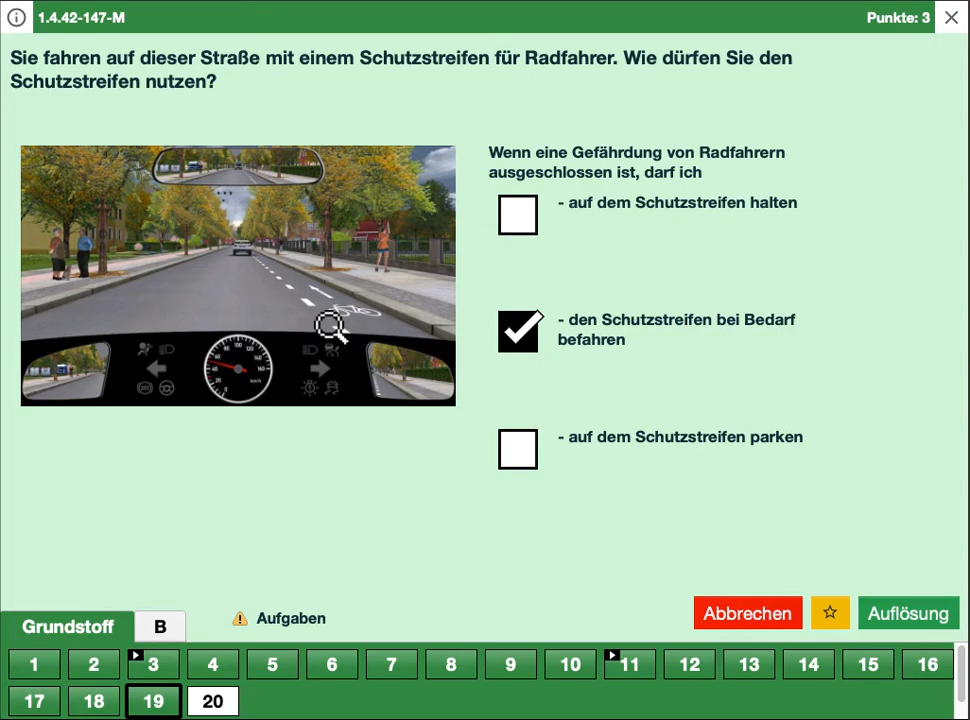 1.4.42-147-M
Punkte: 3
Sie fahren auf dieser Straße mit einem Schutzstreifen für Radfahrer. Wie dürfen Sie den
Schutzstreifen nutzen?
Wenn eine Gefährdung von Radfahrern
ausgeschlossen ist, darf ich
- auf dem Schutzstreifen halten
- den Schutzstreifen bei Bedarf
befahren
- auf dem Schutzstreifen parken
Abbrechen
Auflösung
Grundstoff
B
Aufgaben
1 2 3 4 5 6 7 8 9 10 11 12 13 14 15 16
17 18 19 20